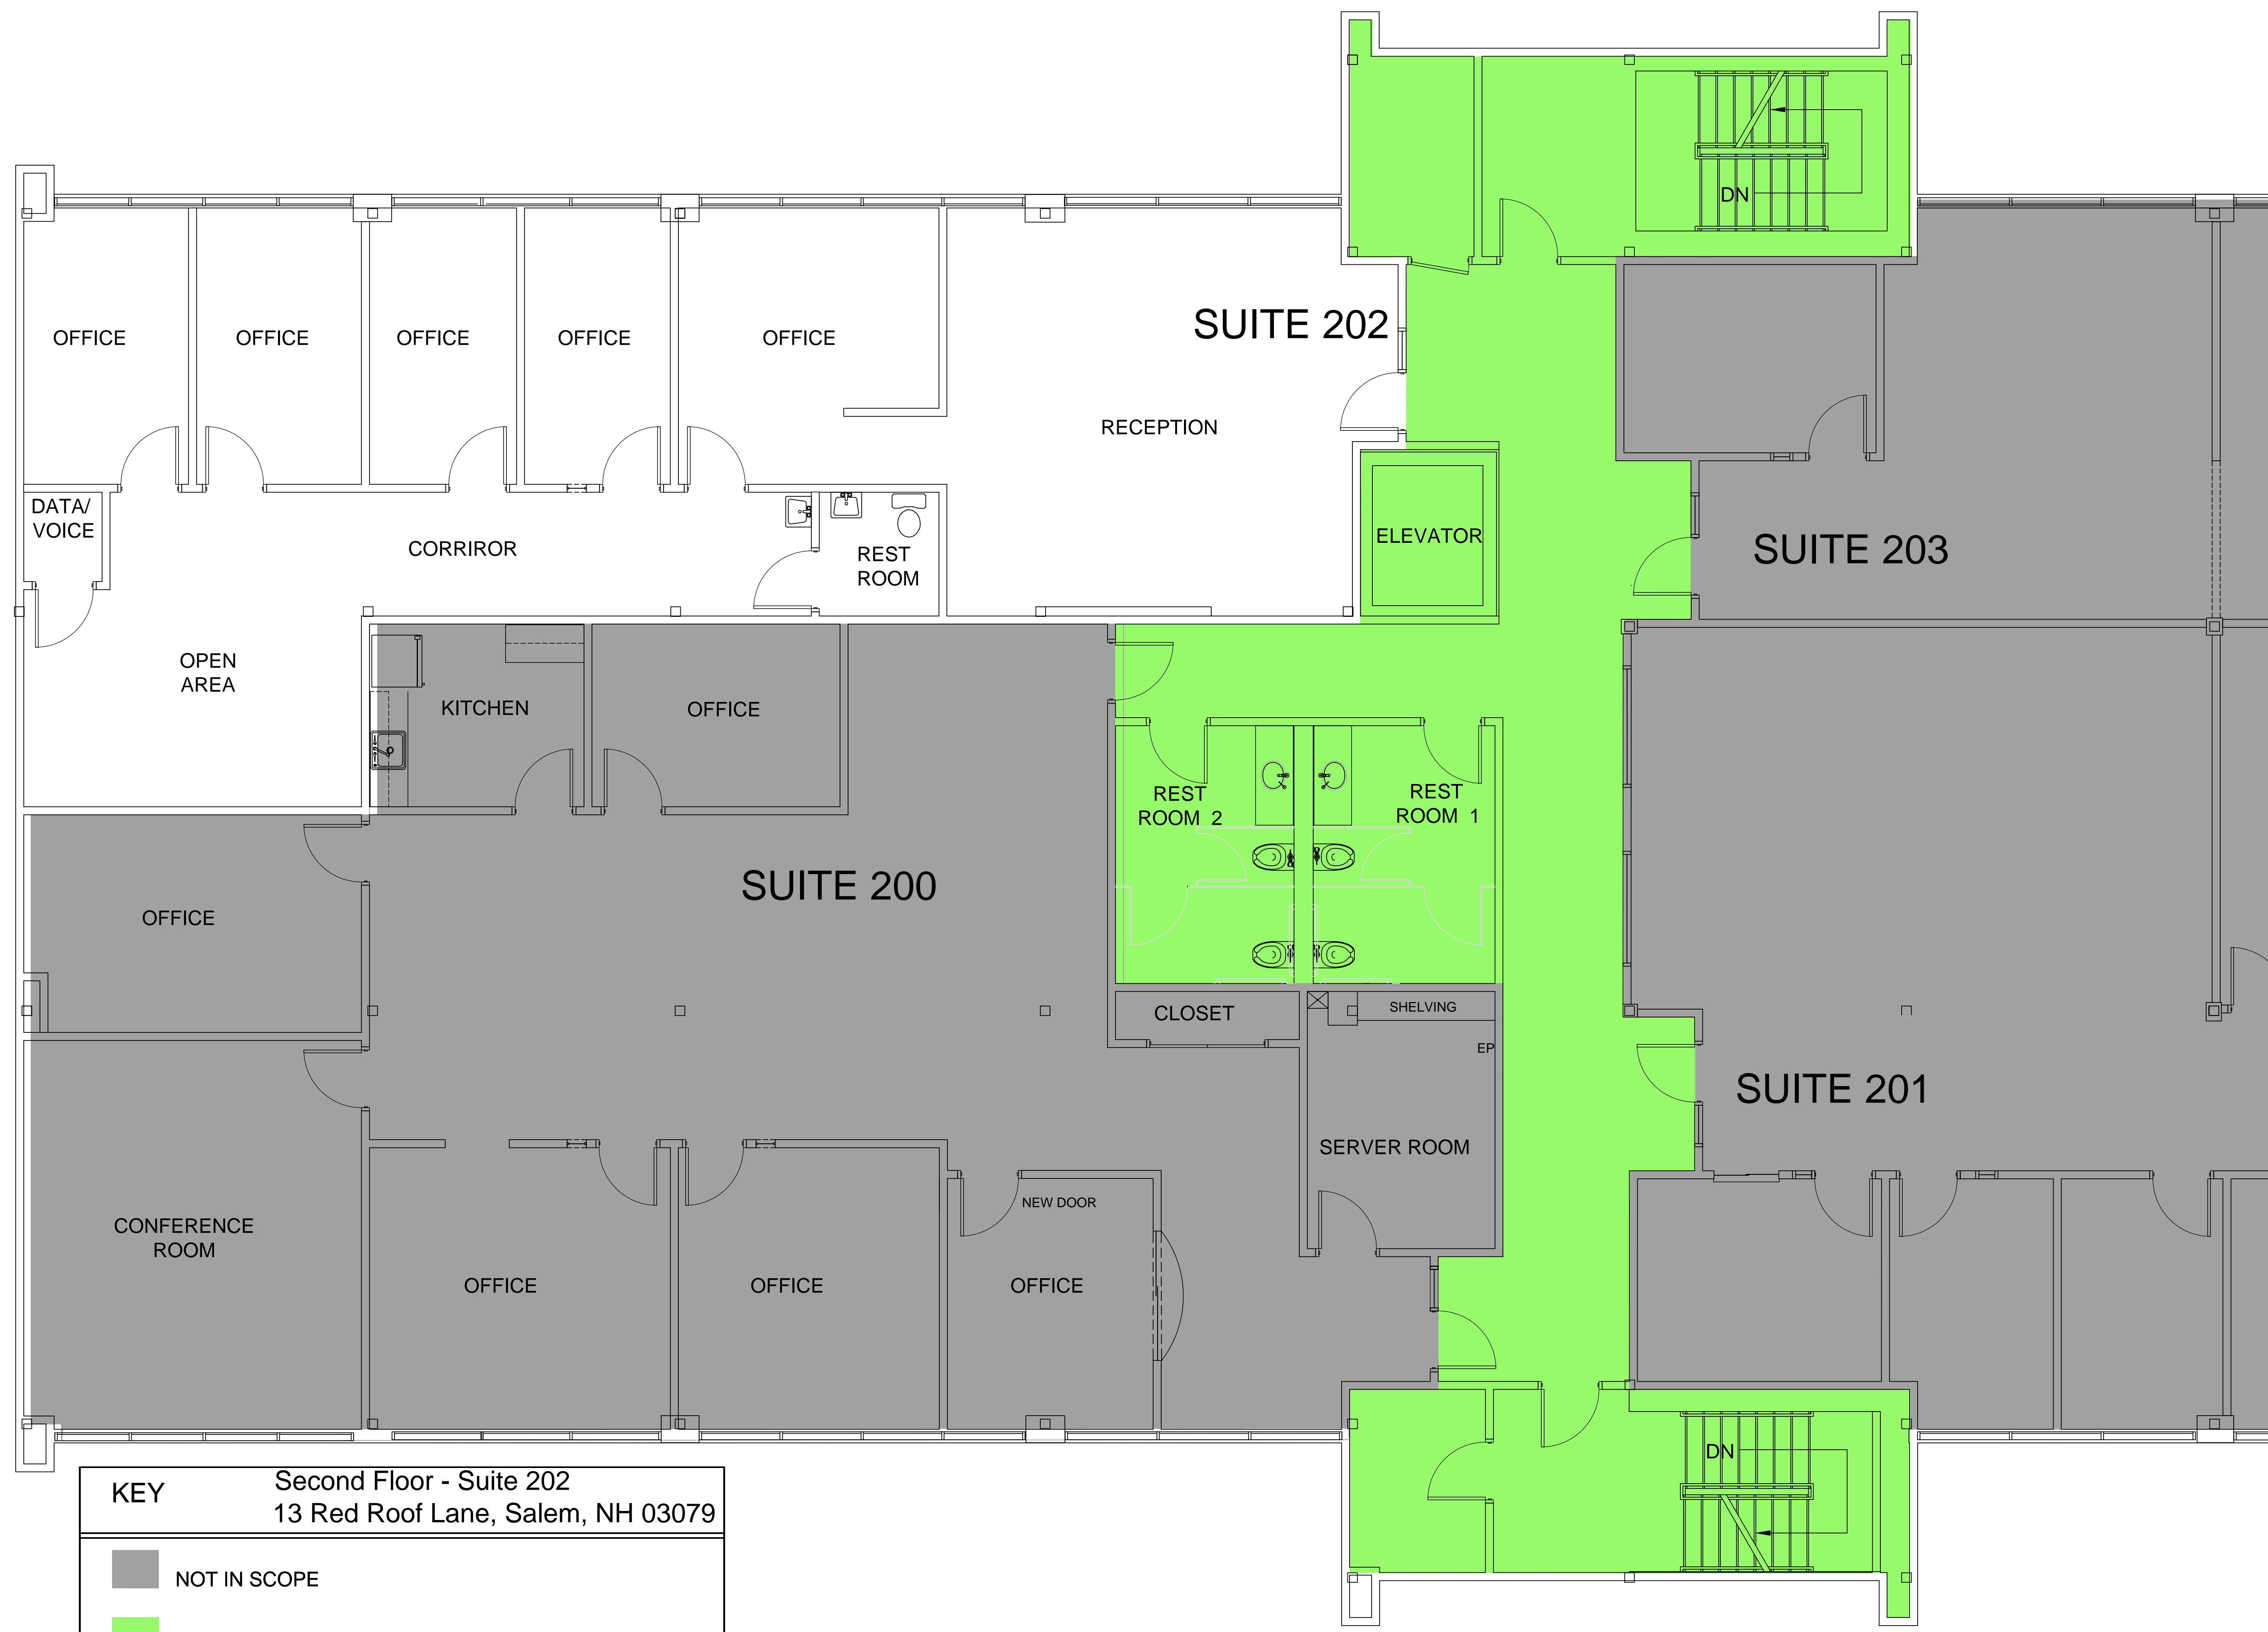 DN
OFFICE
OFFICE
OFFICE
OFFICE
OFFICE
SUITE 202
RECEPTION
DATA/
VOICE
CORRIROR
REST
ROOM
ELEVATOR
SUITE 203
OPEN
AREA
KITCHEN
OFFICE
REST
ROOM 2
REST
ROOM 1
SUITE 200
OFFICE
CLOSET
SHELVING
EP
SUITE 201
SERVER ROOM
NEW DOOR
CONFERENCE
ROOM
OFFICE
OFFICE
OFFICE
DN
KEY
Second Floor - Suite 202
13 Red Roof Lane, Salem, NH 03079
NOT IN SCOPE